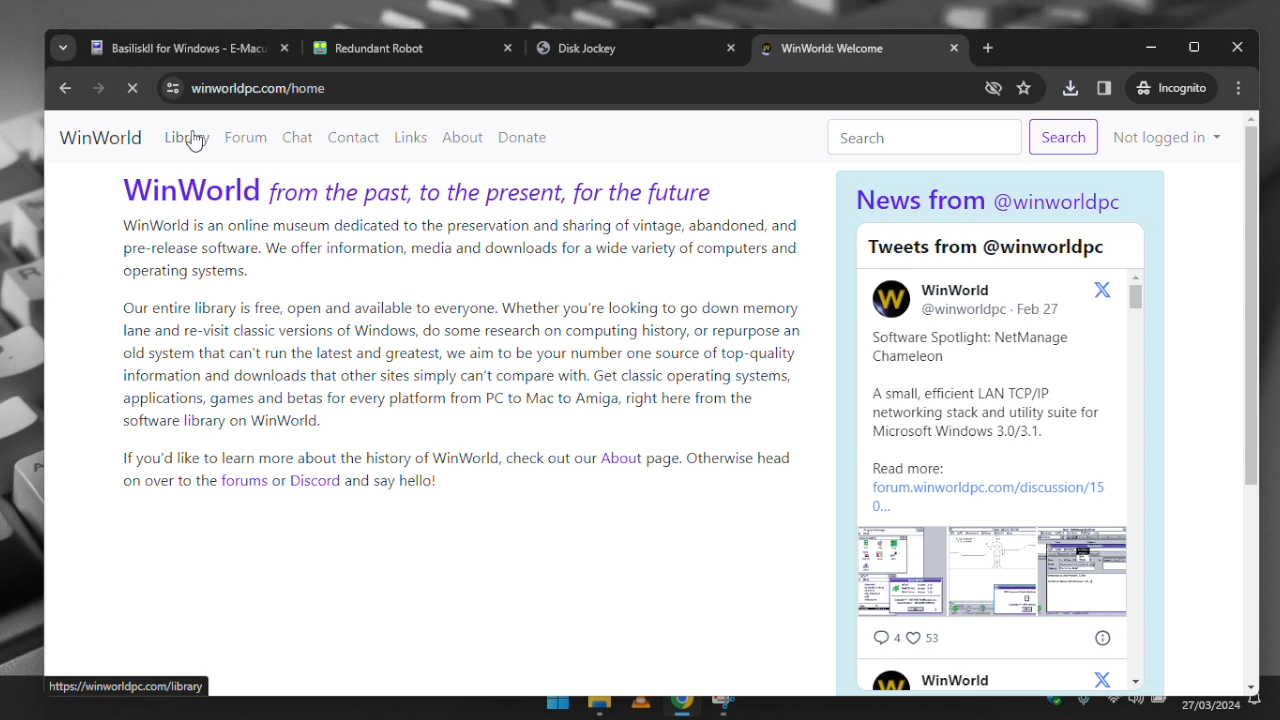 BasiliskII for Windows - E-Macu
Redundant Robot
Disk Jockey
WinWorld: Welcome
winworldpc.com/home
Incognito
WinWorld
Library
Forum
Chat
Contact
Links
About
Donate
Search
Search
Not logged in
WinWorld from the past, to the present, for the future
WinWorld is an online museum dedicated to the preservation and sharing of vintage, abandoned, and
pre-release software. We offer information, media and downloads for a wide variety of computers and
operating systems.
Our entire library is free, open and available to everyone. Whether you're looking to go down memory
lane and re-visit classic versions of Windows, do some research on computing history, or repurpose an
old system that can't run the latest and greatest, we aim to be your number one source of top-quality
information and downloads that other sites simply can't compare with. Get classic operating systems,
applications, games and betas for every platform from PC to Mac to Amiga, right here from the
software library on WinWorld.
If you'd like to learn more about the history of WinWorld, check out our About page. Otherwise head
on over to the forums or Discord and say hello!
News from @winworldpc
Tweets from @winworldpc
WinWorld
@winworldpc · Feb 27
Software Spotlight: NetManage
Chameleon
A small, efficient LAN TCP/IP
networking stack and utility suite for
Microsoft Windows 3.0/3.1.
Read more:
forum.winworldpc.com/discussion/15
0...
4
53
WinWorld
https://winworldpc.com/library
27/03/2024